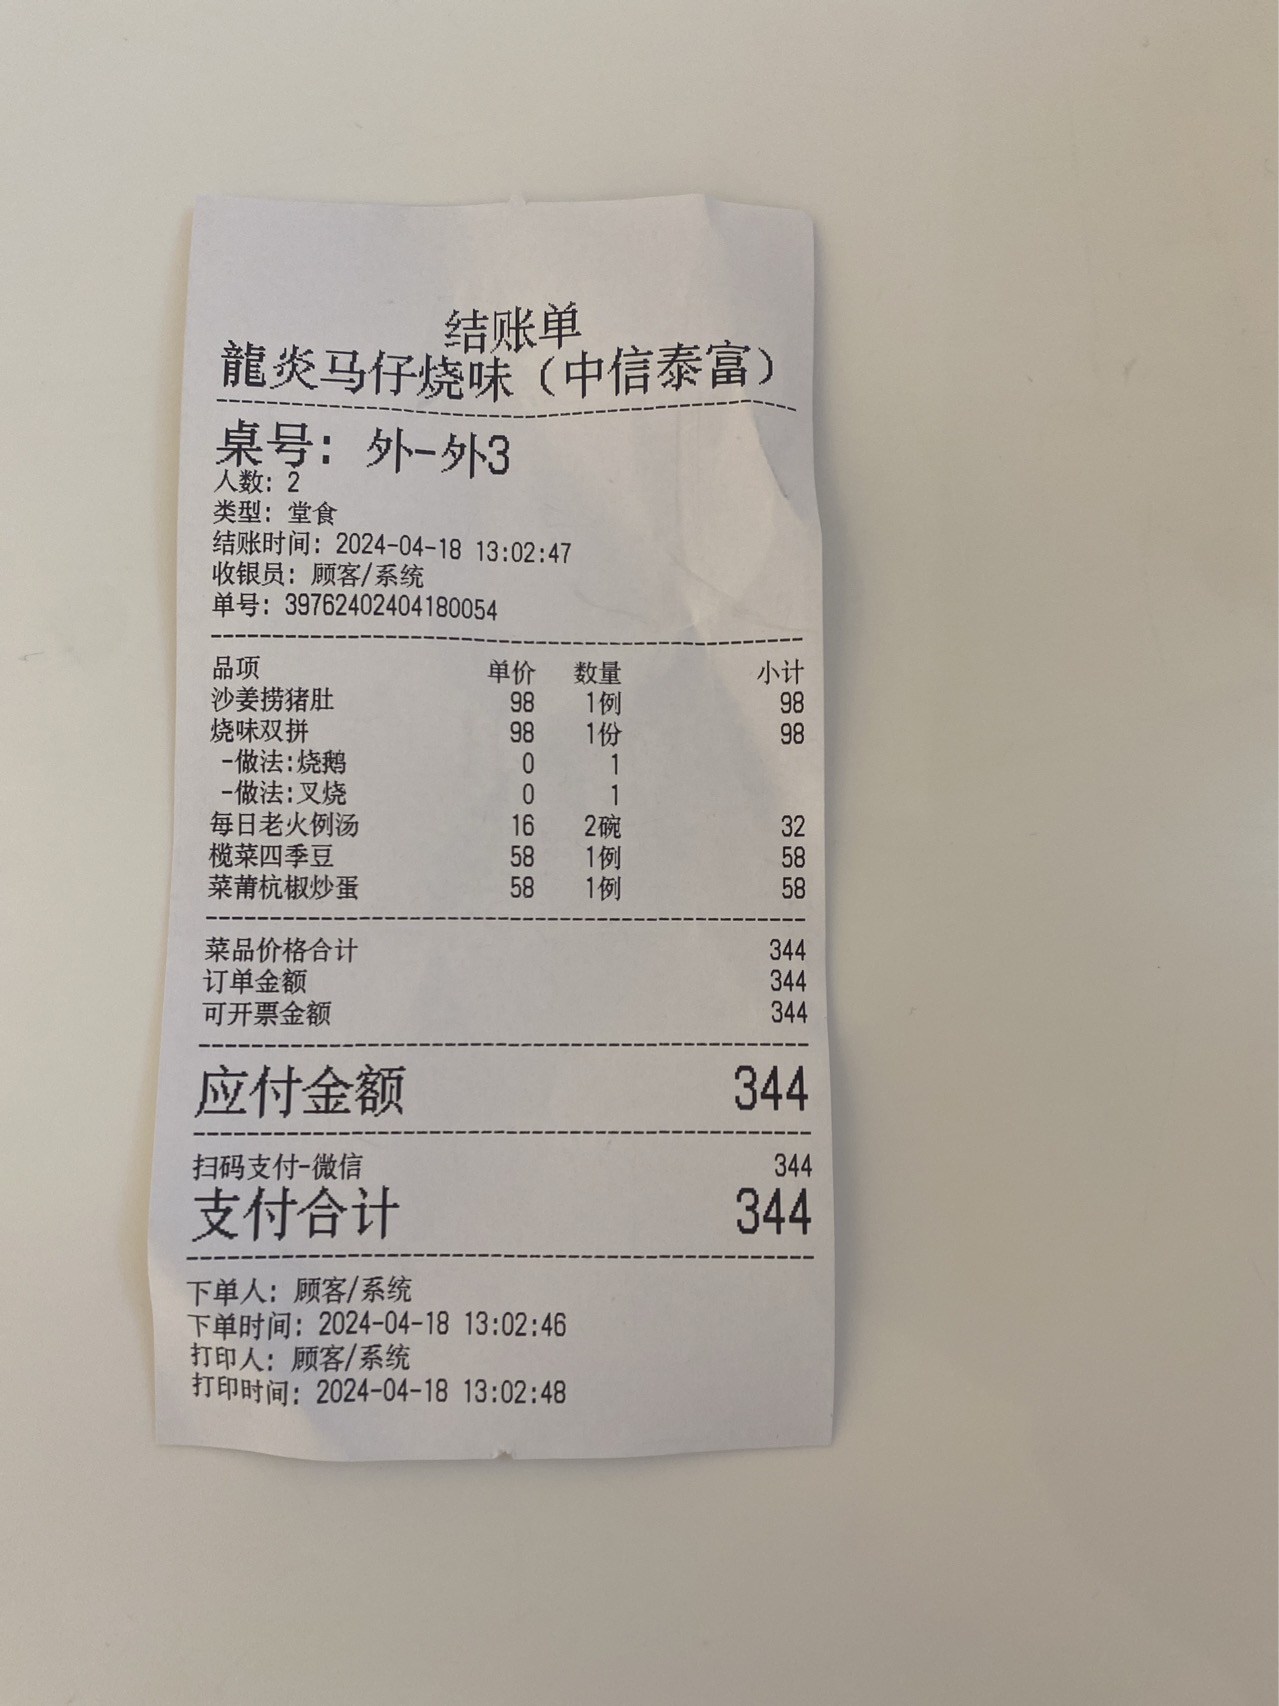 结账单
龍炎马仔烧味（中信泰富）
桌号: 外-外3
人数: 2
类型: 堂食
结账时间: 2024-04-18 13:02:47
收银员: 顾客/系统
单号: 39762402404180054
品项 单价 数量 小计
沙姜捞猪肚 98 1例 98
烧味双拼 98 1份 98
-做法:烧鹅 0 1
-做法:叉烧 0 1
每日老火例汤 16 2碗 32
榄菜四季豆 58 1例 58
菜莆杭椒炒蛋 58 1例 58
菜品价格合计 344
订单金额 344
可开票金额 344
应付金额 344
扫码支付-微信 344
支付合计 344
下单人: 顾客/系统
下单时间: 2024-04-18 13:02:46
打印人: 顾客/系统
打印时间: 2024-04-18 13:02:48